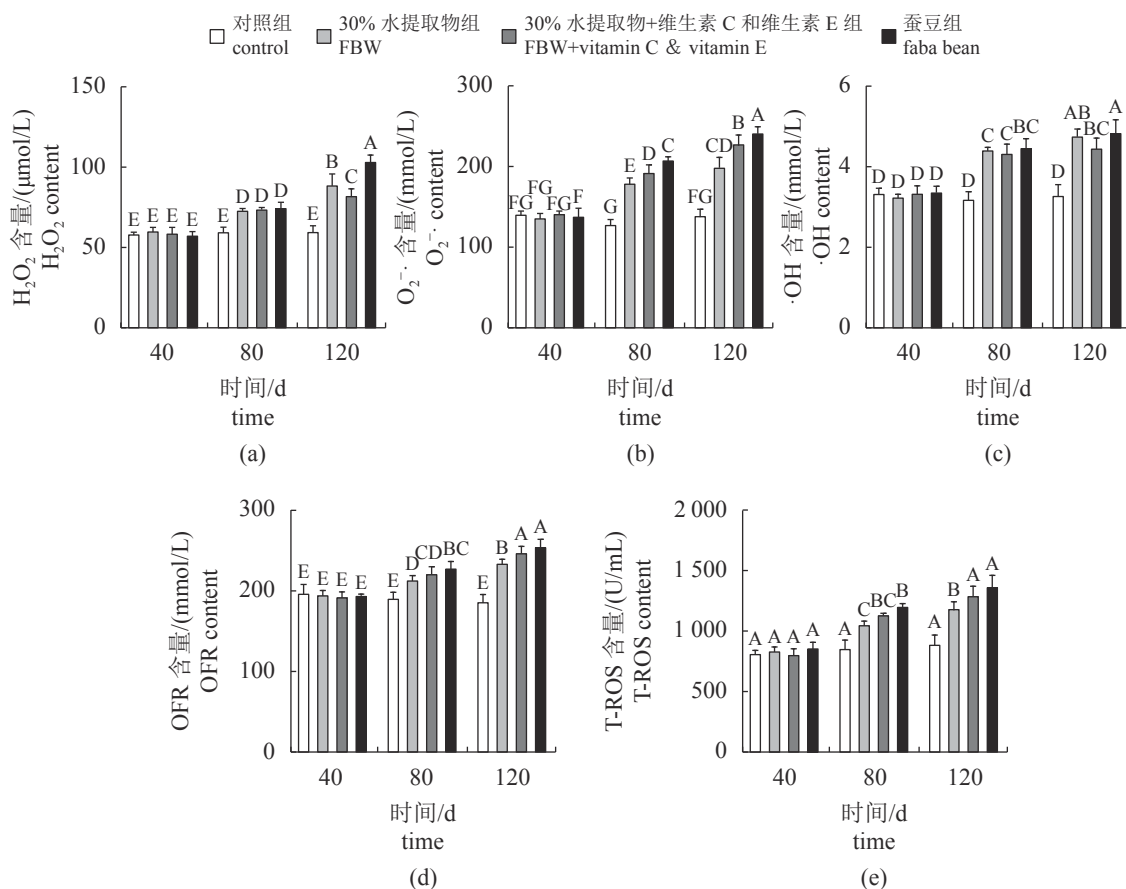 对照组 30% 水提取物组 30% 水提取物+维生素 C 和维生素 E 组 蚕豆组
control FBW FBW+vitamin C & vitamin E faba bean
H₂O₂ 含量/(μmol/L)
H₂O₂ content
150
100
50
0
E E E E E D D D E B C A
40 80 120
时间/d
time
(a)
O₂⁻· 含量/(mmol/L)
O₂⁻· content
300
200
100
0
FG FG FG F G E D C G CD B A
40 80 120
时间/d
time
(b)
·OH 含量/(mmol/L)
·OH content
6
4
2
0
D D D D D C C BC D AB BC A
40 80 120
时间/d
time
(c)
OFR 含量/(mmol/L)
OFR content
300
200
100
0
E E E E E D CD BC E B A A
40 80 120
时间/d
time
(d)
T-ROS 含量/(U/mL)
T-ROS content
2 000
1 500
1 000
500
0
A A A A A C BC B A B A A
40 80 120
时间/d
time
(e)